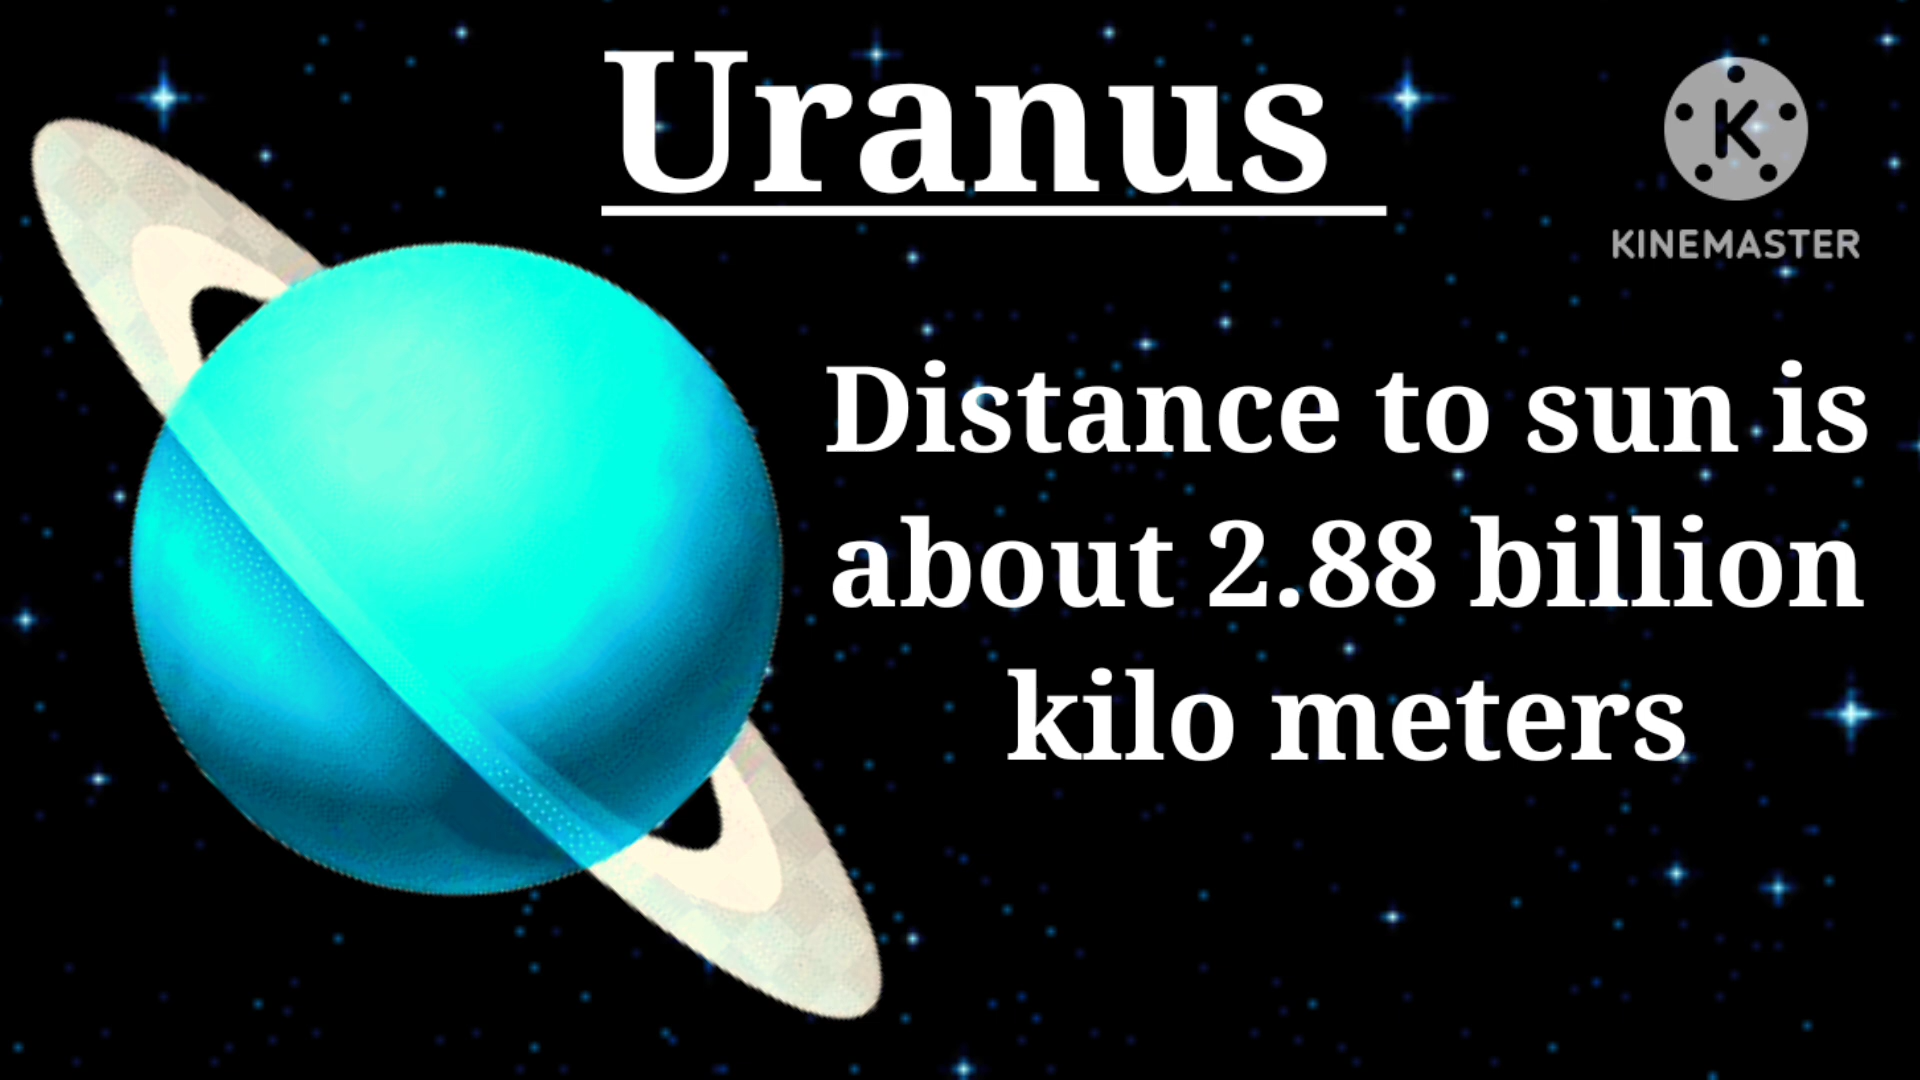 Uranus
K
KINEMASTER
Distance to sun is
about 2.88 billion
kilo meters